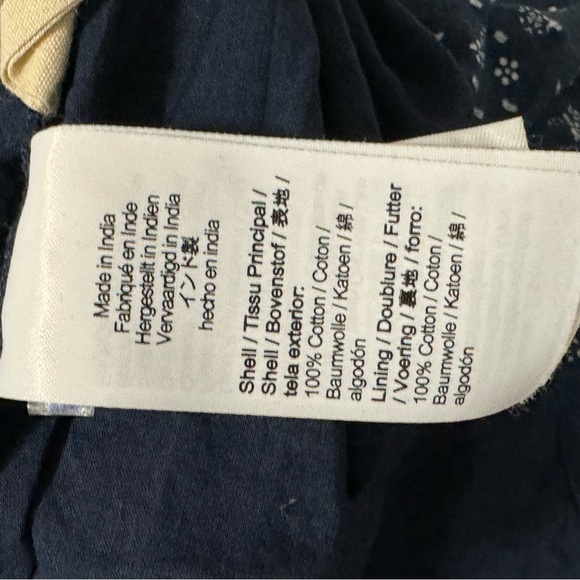 Made in India
Fabriqué en Inde
Hergestellt in Indien
Vervaardigd in India
インド製
hecho en india
Shell / Tissu Principal /
Shell / Bovenstof / 表地 /
tela exterior:
100% Cotton / Coton /
Baumwolle / Katoen / 綿 /
algodón
Lining / Doublure / Futter
/ Voering / 裏地 / forro:
100% Cotton / Coton /
Baumwolle / Katoen / 綿 /
algodón